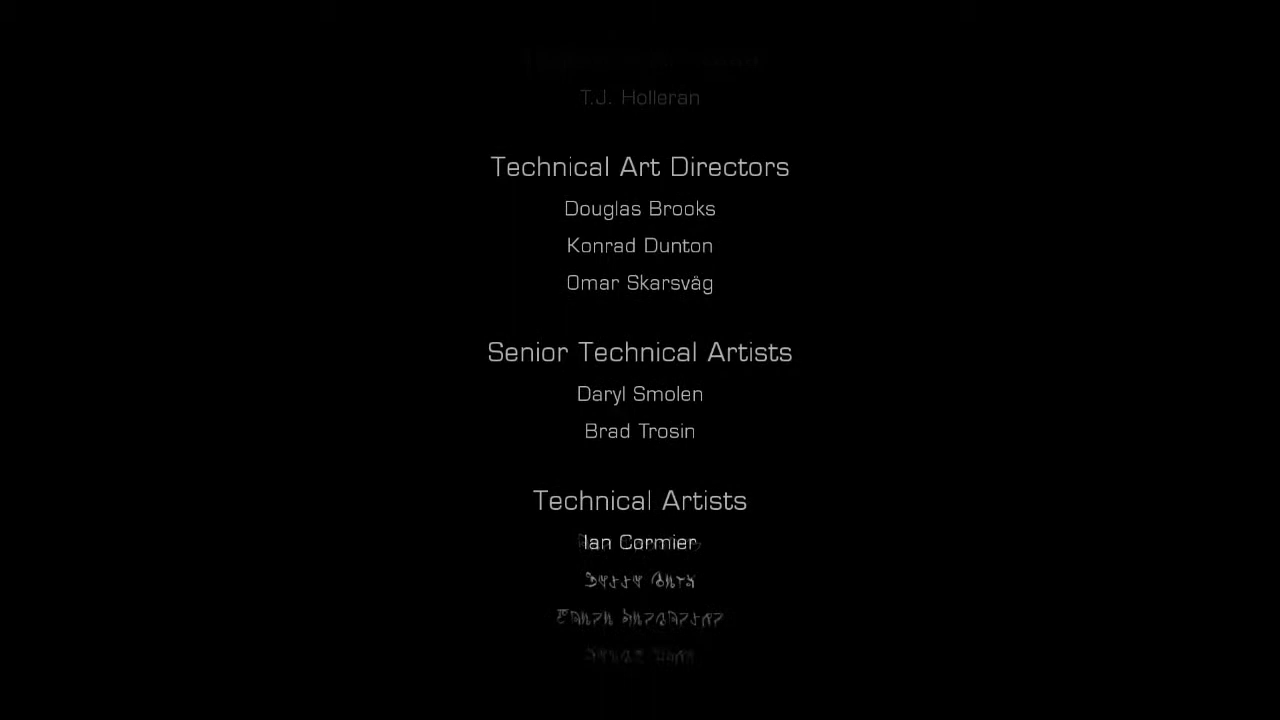 T.J. Holleran
Technical Art Directors
Douglas Brooks
Konrad Dunton
Omar Skarsväg
Senior Technical Artists
Daryl Smolen
Brad Trosin
Technical Artists
Ian Cormier